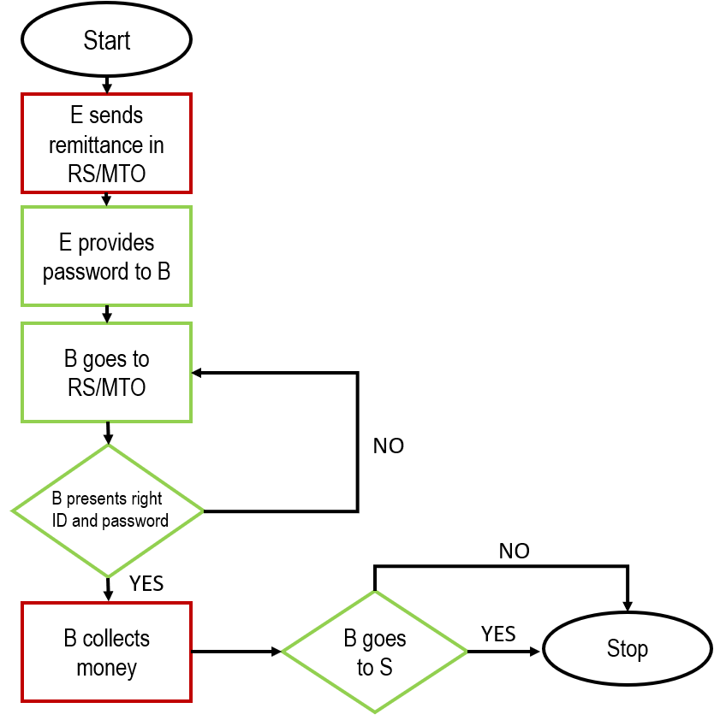 Start
E sends
remittance in
RS/MTO
E provides
password to B
B goes to
RS/MTO
NO
B presents right
ID and password
YES
B collects
money
NO
B goes
to S
YES
Stop